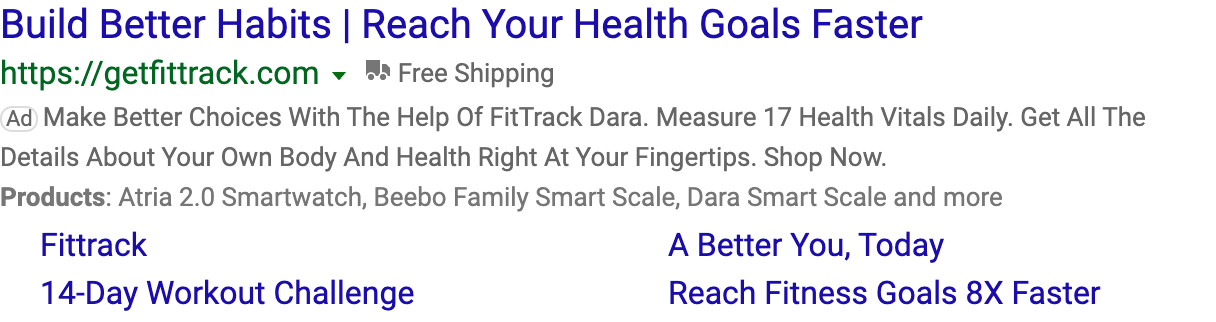 Build Better Habits | Reach Your Health Goals Faster
https://getfittrack.com Free Shipping
Ad Make Better Choices With The Help Of FitTrack Dara. Measure 17 Health Vitals Daily. Get All The
Details About Your Own Body And Health Right At Your Fingertips. Shop Now.
Products: Atria 2.0 Smartwatch, Beebo Family Smart Scale, Dara Smart Scale and more
Fittrack A Better You, Today
14-Day Workout Challenge Reach Fitness Goals 8X Faster